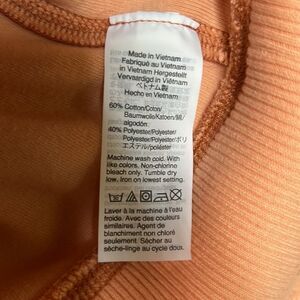 Made in Vietnam
Fabriqué au Vietnam
in Vietnam Hergestellt
Vervaardigd in Viêtnam
ベトナム製
Hecho en Vietnam
60% Cotton/Coton/
Baumwolle/Katoen/綿/
algodón
40% Polyester/Polyester/
Polyester/Polyester/ポリ
エステル/poliéster
Machine wash cold. With
like colors. Non-chlorine
bleach only. Tumble dry
low. Iron on lowest setting.
Laver à la machine à l'eau
froide. Avec des couleurs
similaires. Agent de
blanchiment non chloré
seulement. Sécher au
sèche-linge au cycle doux.